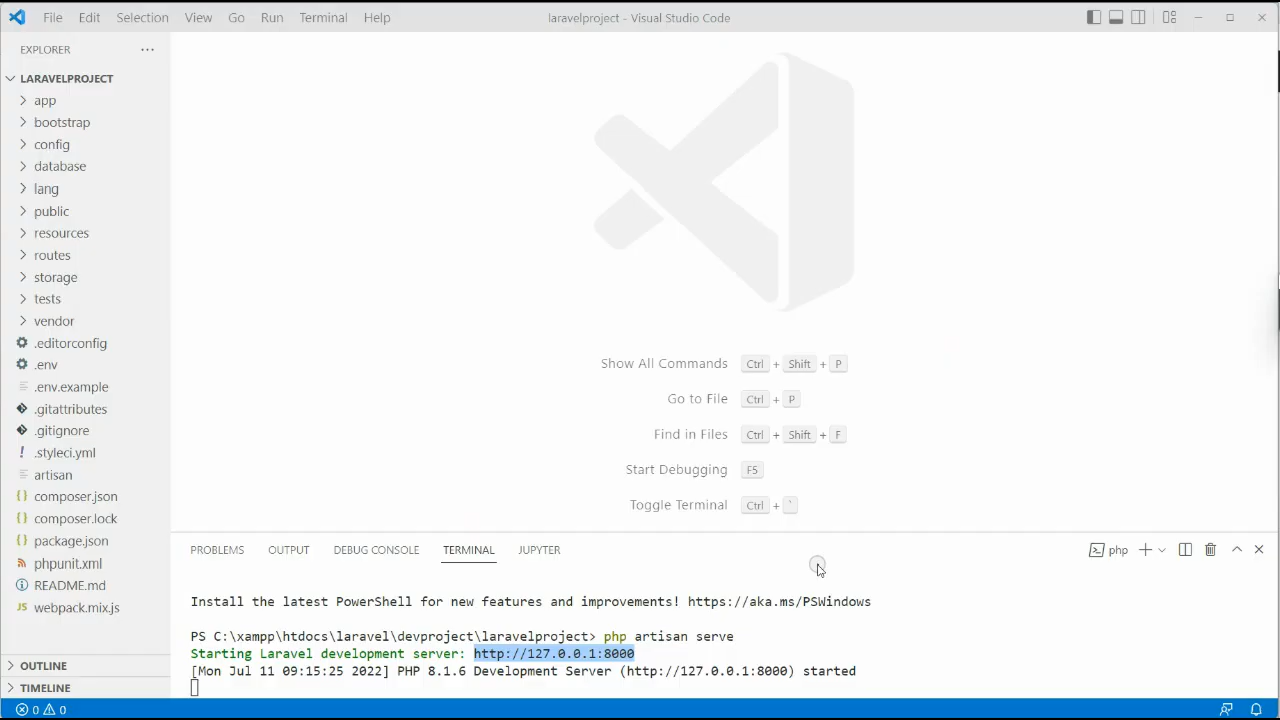 File Edit Selection View Go Run Terminal Help laravelproject - Visual Studio Code
EXPLORER
LARAVELPROJECT
app
bootstrap
config
database
lang
public
resources
routes
storage
tests
vendor
.editorconfig
.env
.env.example
.gitattributes
.gitignore
.styleci.yml
artisan
composer.json
composer.lock
package.json
phpunit.xml
README.md
webpack.mix.js
OUTLINE
TIMELINE
Show All Commands Ctrl + Shift + P
Go to File Ctrl + P
Find in Files Ctrl + Shift + F
Start Debugging F5
Toggle Terminal Ctrl + `
PROBLEMS OUTPUT DEBUG CONSOLE TERMINAL JUPYTER php
Install the latest PowerShell for new features and improvements! https://aka.ms/PSWindows
PS C:\xampp\htdocs\laravel\devproject\laravelproject> php artisan serve
Starting Laravel development server: http://127.0.0.1:8000
[Mon Jul 11 09:15:25 2022] PHP 8.1.6 Development Server (http://127.0.0.1:8000) started
0 0